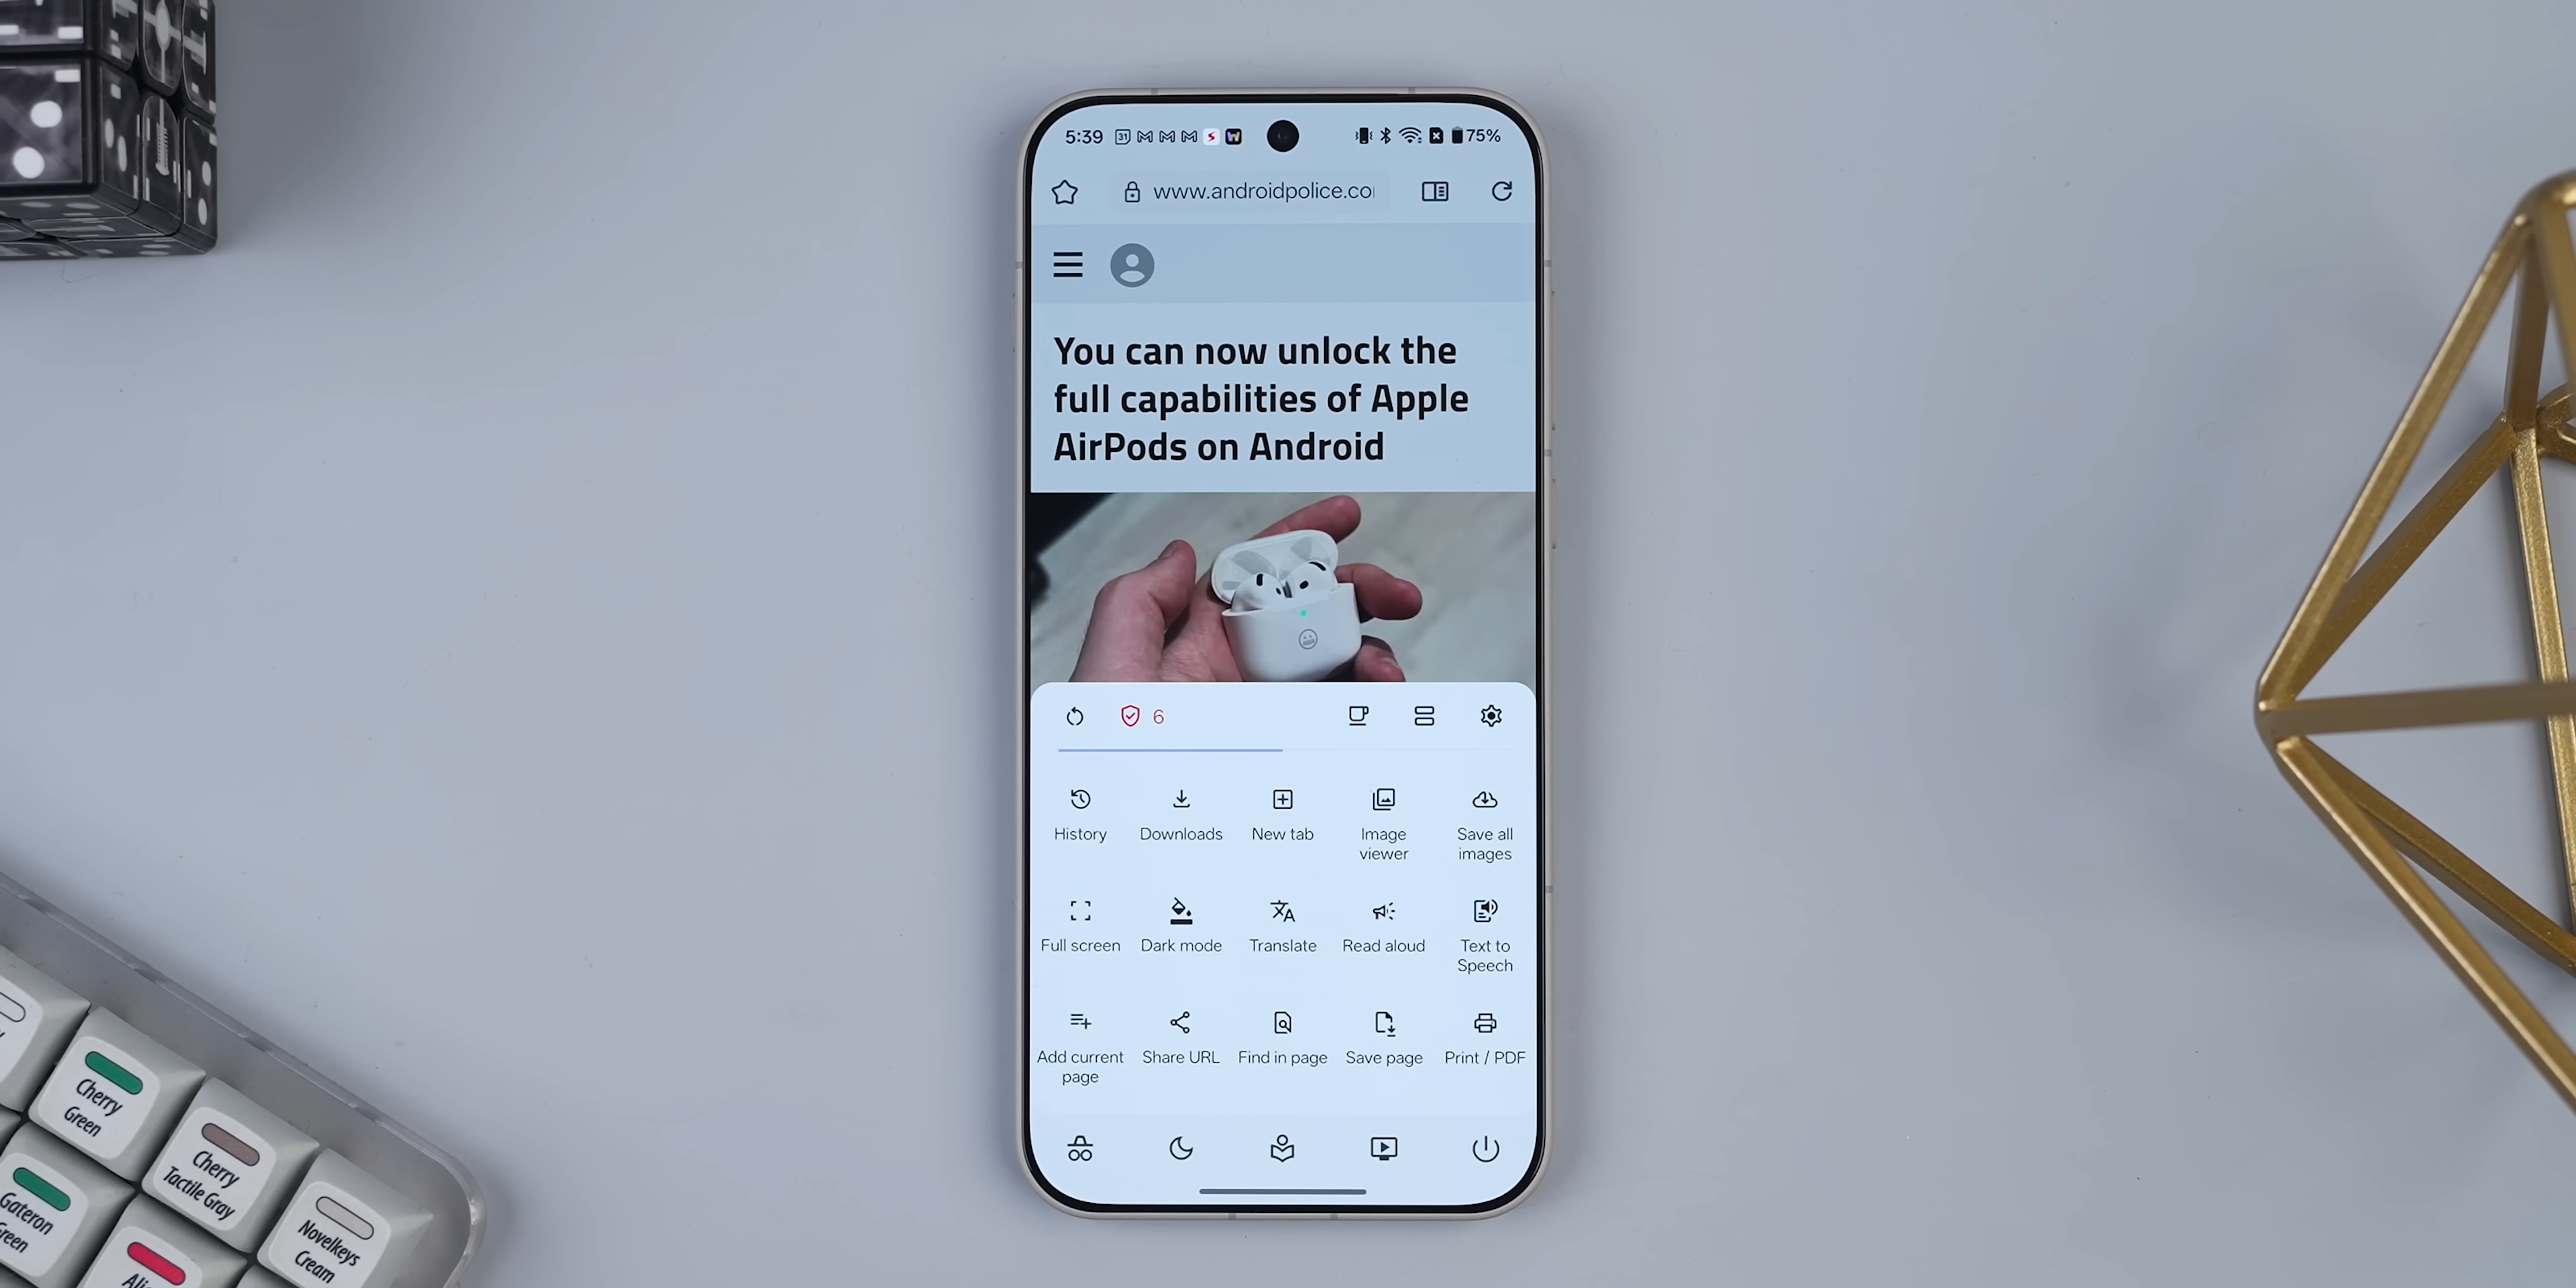 5:39
31
75%
www.androidpolice.co
You can now unlock the
full capabilities of Apple
AirPods on Android
6
History
Downloads
New tab
Image
viewer
Save all
images
Full screen
Dark mode
Translate
Read aloud
Text to
Speech
Add current
page
Share URL
Find in page
Save page
Print / PDF
Cherry
Green
Cherry
Tactile Gray
Novelkeys
Cream
Gateron